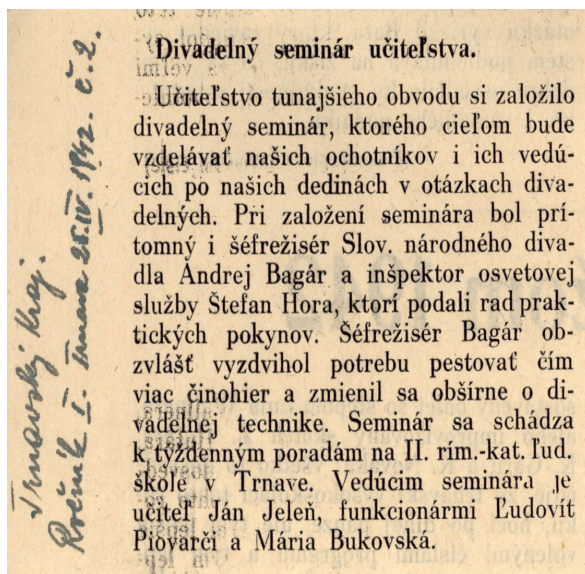 Divadelný seminár učiteľstva.
Učiteľstvo tunajšieho obvodu si založilo
divadelný seminár, ktorého cieľom bude
vzdelávať našich ochotníkov i ich vedú-
cich po našich dedinách v otázkach diva-
delných. Pri založení seminára bol prí-
tomný i šéfrežisér Slov. národného diva-
dla Andrej Bagár a inšpektor osvetovej
služby Štefan Hora, ktorí podali rad prak-
tických pokynov. Šéfrežisér Bagár ob-
zvlášť vyzdvihol potrebu pestovať čím
viac činohier a zmienil sa obšírne o di-
vadelnej technike. Seminár sa schádza
k týždenným poradám na II. rím.-kat. ľud.
škole v Trnave. Vedúcim seminára je
učiteľ Ján Jeleň, funkcionármi Ľudovít
Piovarči a Mária Bukovská.
Trnavský Kraj.
Ročník I. Trnava 25.IV. 1942. č. 2.